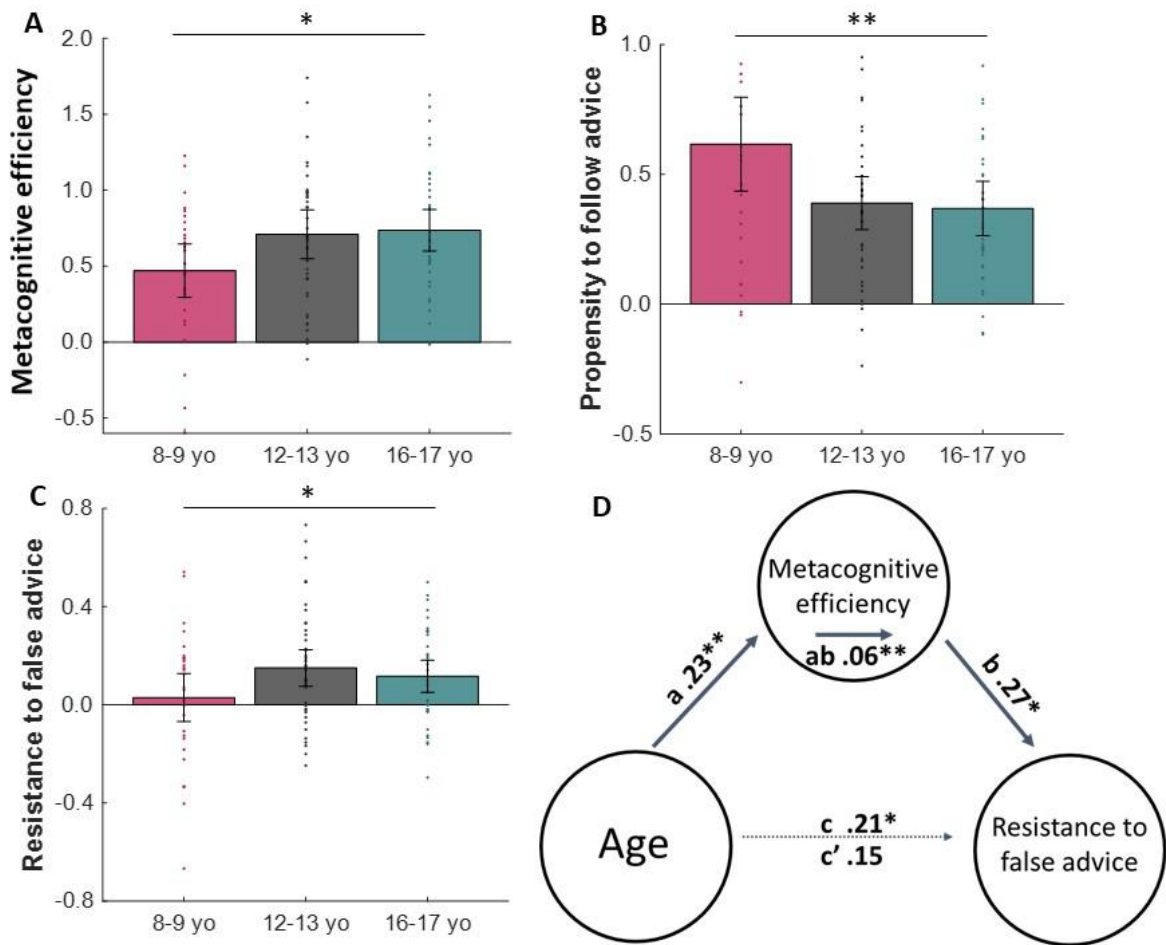 A
*
Metacognitive efficiency
2.0
1.5
1.0
0.5
0.0
-0.5
8-9 yo 12-13 yo 16-17 yo
B
**
Propensity to follow advice
1.0
0.5
0.0
-0.5
8-9 yo 12-13 yo 16-17 yo
C
*
Resistance to false advice
0.8
0.4
0.0
-0.4
-0.8
8-9 yo 12-13 yo 16-17 yo
D
Metacognitive
efficiency
ab .06**
a .23**
b .27*
Age
c .21*
c’ .15
Resistance to
false advice